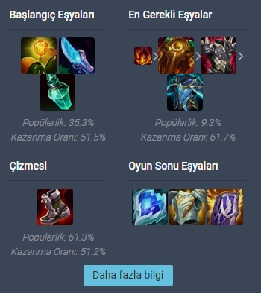 Başlangıç Eşyaları
Popülerlik: 35.3%
Kazanma Oranı: 51.5%
En Gerekli Eşyalar
Popülerlik: 9.3%
Kazanma Oranı: 61.7%
Çizmesi
Popülerlik: 61.3%
Kazanma Oranı: 51.2%
Oyun Sonu Eşyaları
Daha fazla bilgi